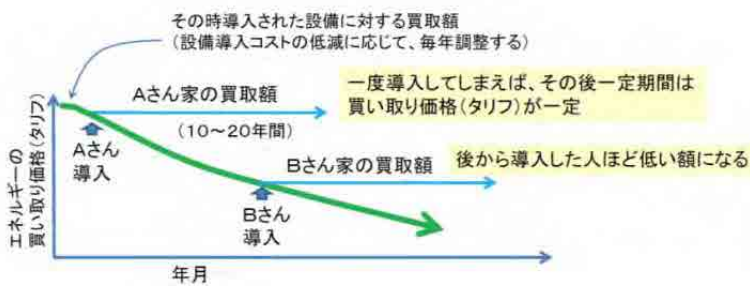 その時導入された設備に対する買取額
(設備導入コストの低減に応じて、毎年調整する)
Aさん家の買取額
(10~20年間)
一度導入してしまえば、その後一定期間は
買い取り価格(タリフ)が一定
Aさん
導入
Bさん家の買取額
後から導入した人ほど低い額になる
Bさん
導入
エネルギーの
買い取り価格(タリフ)
年月